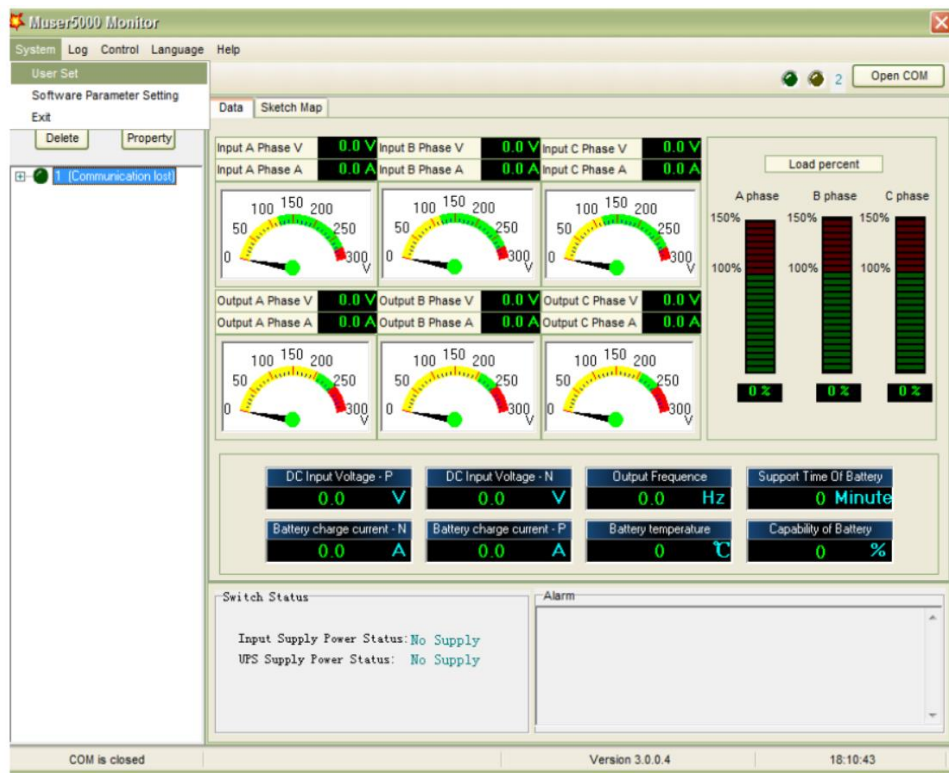 Muser5000 Monitor
System Log Control Language Help
User Set
Software Parameter Setting
Exit
2 Open COM
Delete Property
Data Sketch Map
1 (Communication lost)
Input A Phase V 0.0 V Input B Phase V 0.0 V Input C Phase V 0.0 V
Input A Phase A 0.0 A Input B Phase A 0.0 A Input C Phase A 0.0 A
0 50 100 150 200 250 300 V
0 50 100 150 200 250 300 V
0 50 100 150 200 250 300 V
Output A Phase V 0.0 V Output B Phase V 0.0 V Output C Phase V 0.0 V
Output A Phase A 0.0 A Output B Phase A 0.0 A Output C Phase A 0.0 A
0 50 100 150 200 250 300 V
0 50 100 150 200 250 300 V
0 50 100 150 200 250 300 V
Load percent
A phase B phase C phase
150% 150% 150%
100% 100% 100%
0 % 0 % 0 %
DC Input Voltage - P DC Input Voltage - N Output Frequence Support Time Of Battery
0.0 V 0.0 V 0.0 Hz 0 Minute
Battery charge current - N Battery charge current - P Battery temperature Capability of Battery
0.0 A 0.0 A 0 ℃ 0 %
Switch Status
Input Supply Power Status: No Supply
UPS Supply Power Status: No Supply
Alarm
COM is closed Version 3.0.0.4 18:10:43